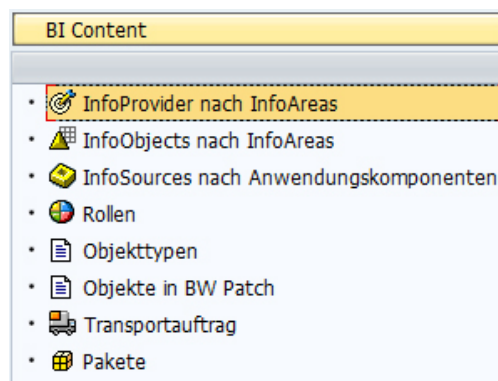 BI Content
InfoProvider nach InfoAreas
InfoObjects nach InfoAreas
InfoSources nach Anwendungskomponenten
Rollen
Objekttypen
Objekte in BW Patch
Transportauftrag
Pakete